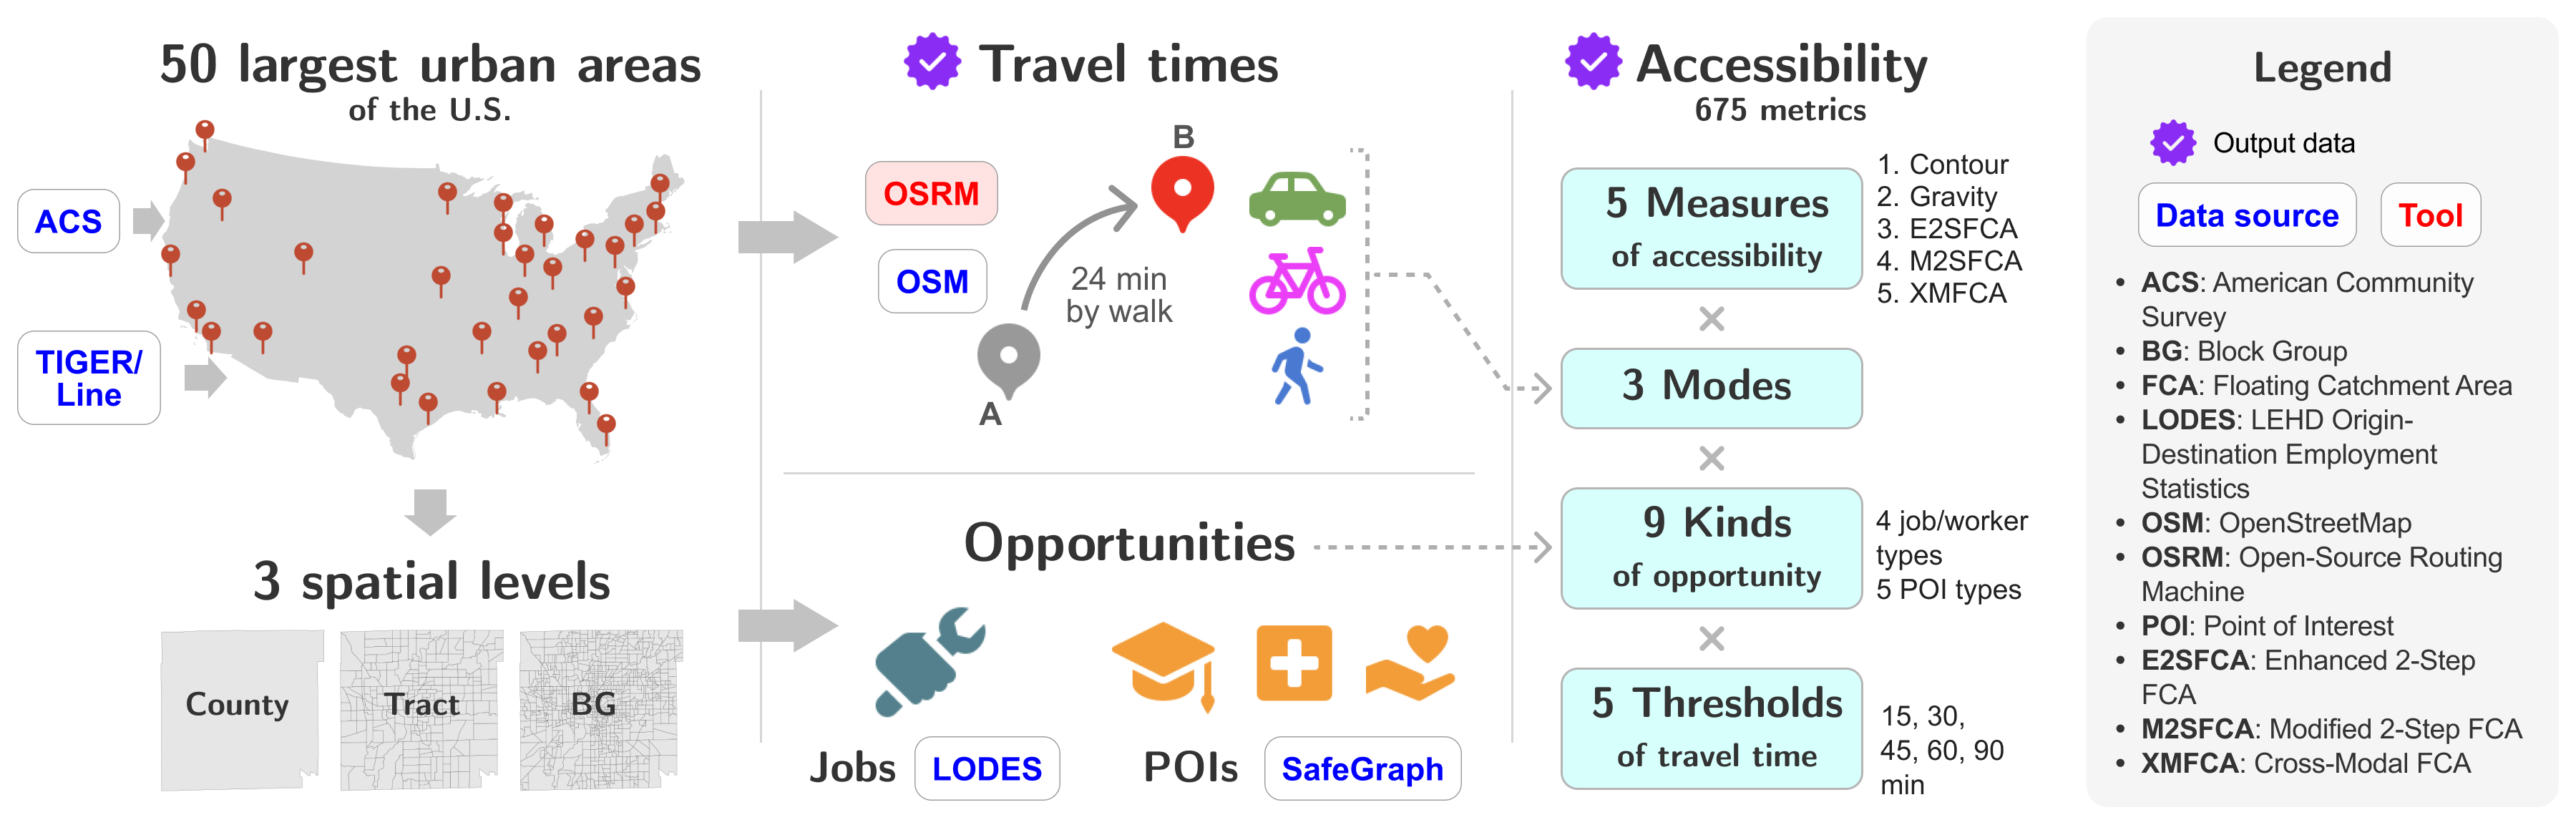 50 largest urban areas
of the U.S.
ACS
TIGER/
Line
3 spatial levels
County
Tract
BG
Travel times
OSRM
OSM
B
24 min
by walk
A
Opportunities
Jobs
LODES
POIs
SafeGraph
Accessibility
675 metrics
5 Measures
of accessibility
1. Contour
2. Gravity
3. E2SFCA
4. M2SFCA
5. XMFCA
×
3 Modes
×
9 Kinds
of opportunity
4 job/worker
types
5 POI types
×
5 Thresholds
of travel time
15, 30,
45, 60, 90
min
Legend
Output data
Data source
Tool
• ACS: American Community
Survey
• BG: Block Group
• FCA: Floating Catchment Area
• LODES: LEHD Origin-
Destination Employment
Statistics
• OSM: OpenStreetMap
• OSRM: Open-Source Routing
Machine
• POI: Point of Interest
• E2SFCA: Enhanced 2-Step
FCA
• M2SFCA: Modified 2-Step FCA
• XMFCA: Cross-Modal FCA